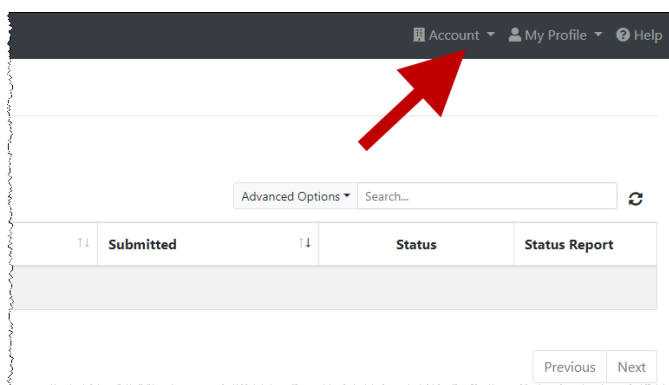 Account My Profile Help
Advanced Options Search...
Submitted Status Status Report
Previous Next